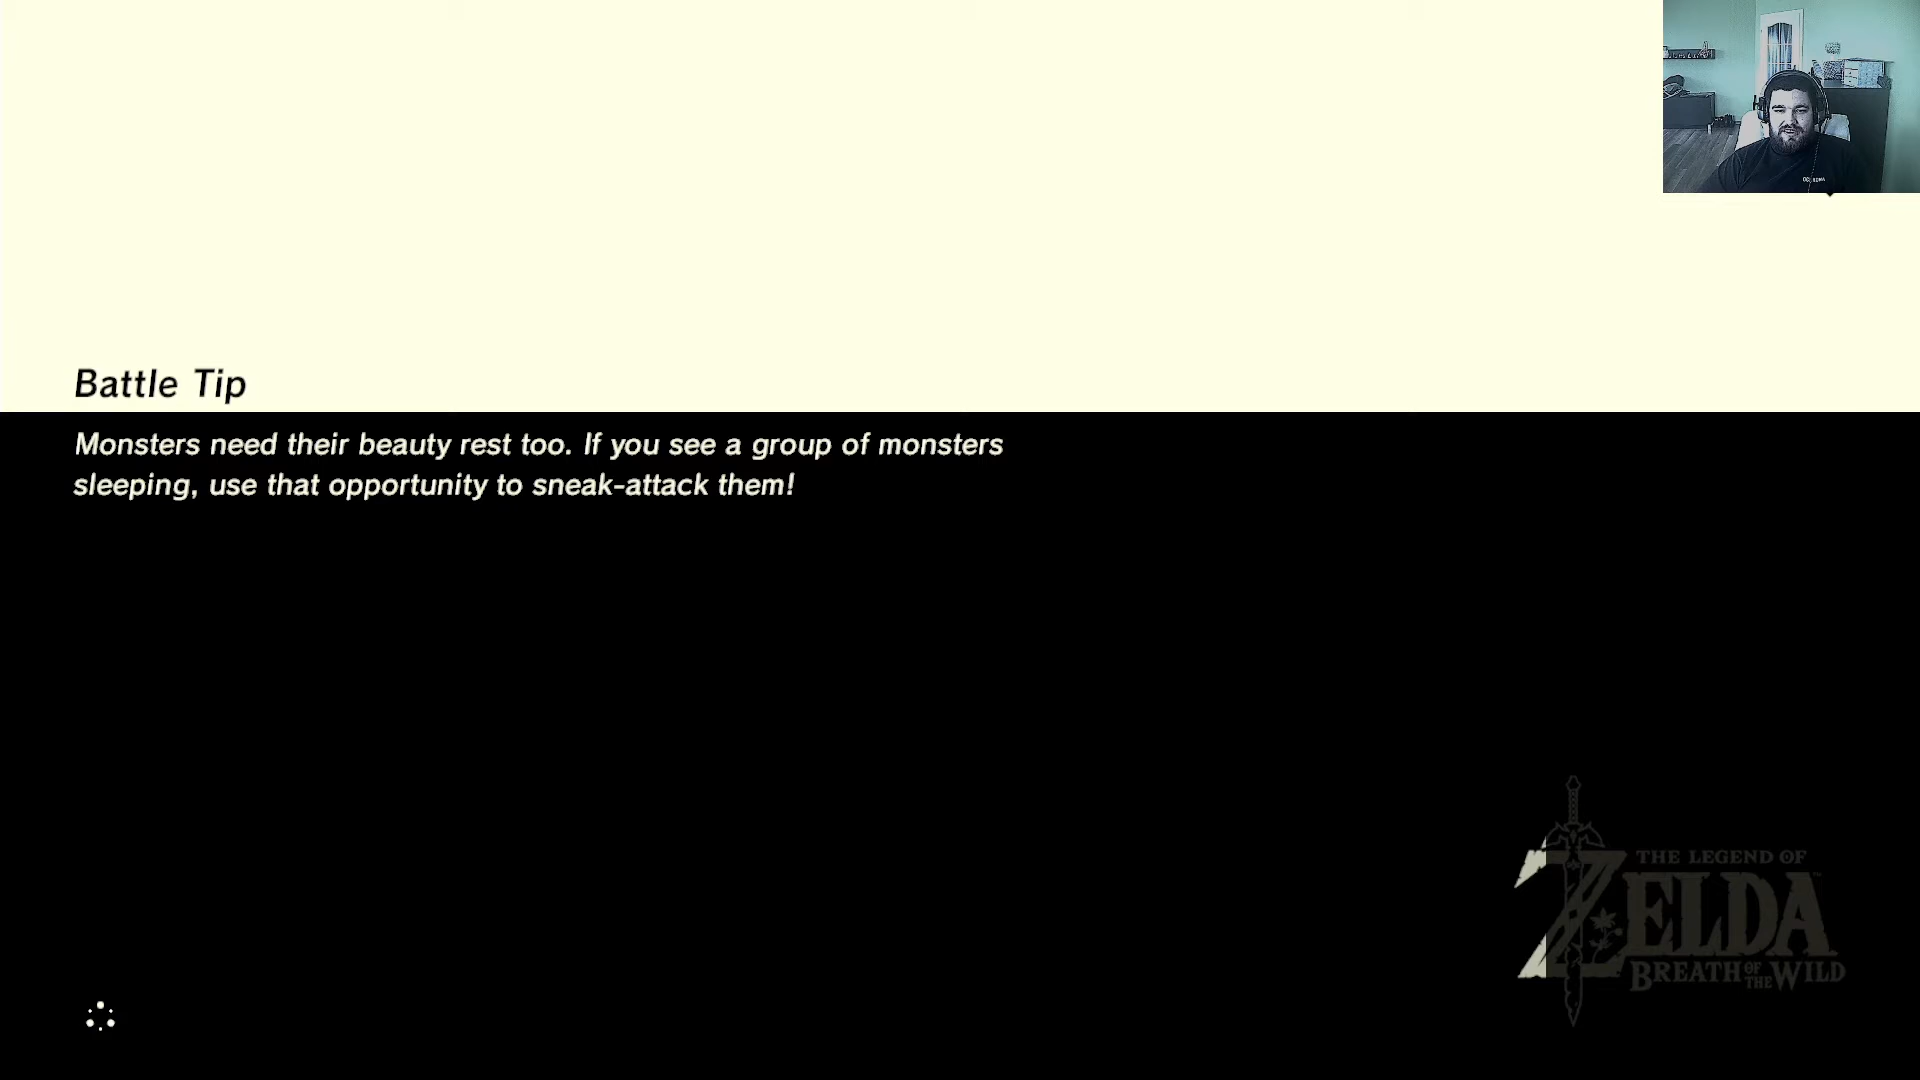 Battle Tip
Monsters need their beauty rest too. If you see a group of monsters
sleeping, use that opportunity to sneak-attack them!
THE LEGEND OF
ZELDA
BREATH OF THE WILD